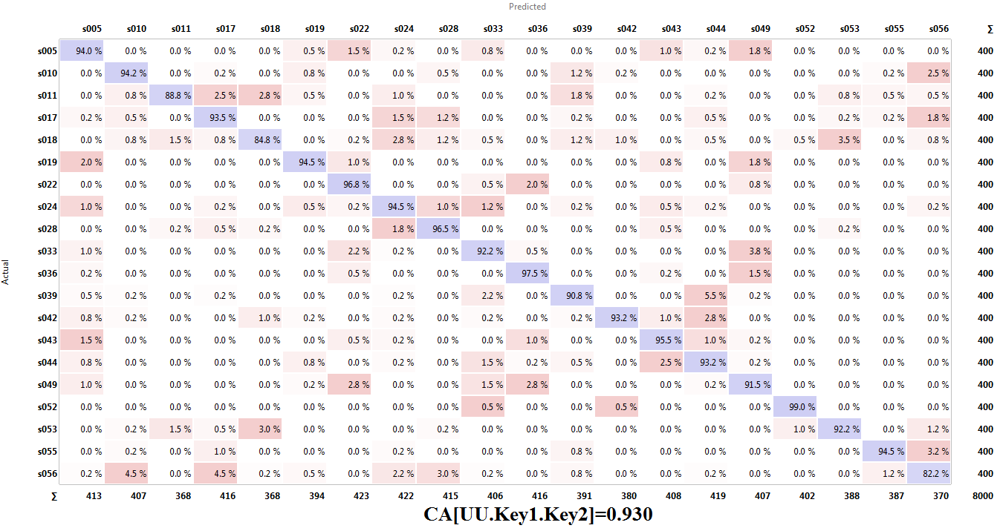 Predicted
s005 s010 s011 s017 s018 s019 s022 s024 s028 s033 s036 s039 s042 s043 s044 s049 s052 s053 s055 s056 Σ
s005 94.0 % 0.0 % 0.0 % 0.0 % 0.0 % 0.5 % 1.5 % 0.2 % 0.0 % 0.8 % 0.0 % 0.0 % 0.0 % 1.0 % 0.2 % 1.8 % 0.0 % 0.0 % 0.0 % 0.0 % 400
s010 0.0 % 94.2 % 0.0 % 0.2 % 0.0 % 0.8 % 0.0 % 0.0 % 0.5 % 0.0 % 0.0 % 1.2 % 0.2 % 0.0 % 0.0 % 0.0 % 0.0 % 0.0 % 0.2 % 2.5 % 400
s011 0.0 % 0.8 % 88.8 % 2.5 % 2.8 % 0.5 % 0.0 % 1.0 % 0.0 % 0.0 % 0.0 % 1.8 % 0.0 % 0.0 % 0.2 % 0.0 % 0.0 % 0.8 % 0.5 % 0.5 % 400
s017 0.2 % 0.5 % 0.0 % 93.5 % 0.0 % 0.0 % 0.0 % 1.5 % 1.2 % 0.0 % 0.0 % 0.2 % 0.0 % 0.0 % 0.5 % 0.0 % 0.0 % 0.2 % 0.2 % 1.8 % 400
s018 0.0 % 0.8 % 1.5 % 0.8 % 84.8 % 0.0 % 0.2 % 2.8 % 1.2 % 0.5 % 0.0 % 1.2 % 1.0 % 0.0 % 0.5 % 0.0 % 0.5 % 3.5 % 0.0 % 0.8 % 400
s019 2.0 % 0.0 % 0.0 % 0.0 % 0.0 % 94.5 % 1.0 % 0.0 % 0.0 % 0.0 % 0.0 % 0.0 % 0.0 % 0.8 % 0.0 % 1.8 % 0.0 % 0.0 % 0.0 % 0.0 % 400
s022 0.0 % 0.0 % 0.0 % 0.0 % 0.0 % 0.0 % 96.8 % 0.0 % 0.0 % 0.5 % 2.0 % 0.0 % 0.0 % 0.0 % 0.0 % 0.8 % 0.0 % 0.0 % 0.0 % 0.0 % 400
s024 1.0 % 0.0 % 0.0 % 0.2 % 0.0 % 0.5 % 0.2 % 94.5 % 1.0 % 1.2 % 0.0 % 0.2 % 0.0 % 0.5 % 0.2 % 0.0 % 0.0 % 0.0 % 0.0 % 0.2 % 400
s028 0.0 % 0.0 % 0.2 % 0.5 % 0.2 % 0.0 % 0.0 % 1.8 % 96.5 % 0.0 % 0.0 % 0.0 % 0.0 % 0.5 % 0.0 % 0.0 % 0.0 % 0.2 % 0.0 % 0.0 % 400
s033 1.0 % 0.0 % 0.0 % 0.0 % 0.0 % 0.0 % 2.2 % 0.2 % 0.0 % 92.2 % 0.5 % 0.0 % 0.0 % 0.0 % 0.0 % 3.8 % 0.0 % 0.0 % 0.0 % 0.0 % 400
s036 0.2 % 0.0 % 0.0 % 0.0 % 0.0 % 0.0 % 0.5 % 0.0 % 0.0 % 0.0 % 97.5 % 0.0 % 0.0 % 0.2 % 0.0 % 1.5 % 0.0 % 0.0 % 0.0 % 0.0 % 400
Actual
s039 0.5 % 0.2 % 0.0 % 0.2 % 0.0 % 0.0 % 0.0 % 0.2 % 0.0 % 2.2 % 0.0 % 90.8 % 0.0 % 0.0 % 5.5 % 0.2 % 0.0 % 0.0 % 0.0 % 0.0 % 400
s042 0.8 % 0.2 % 0.0 % 0.0 % 1.0 % 0.2 % 0.0 % 0.2 % 0.0 % 0.2 % 0.0 % 0.2 % 93.2 % 1.0 % 2.8 % 0.0 % 0.0 % 0.0 % 0.0 % 0.0 % 400
s043 1.5 % 0.0 % 0.0 % 0.0 % 0.0 % 0.0 % 0.5 % 0.2 % 0.0 % 0.0 % 1.0 % 0.0 % 0.0 % 95.5 % 1.0 % 0.2 % 0.0 % 0.0 % 0.0 % 0.0 % 400
s044 0.8 % 0.0 % 0.0 % 0.0 % 0.0 % 0.8 % 0.0 % 0.2 % 0.0 % 1.5 % 0.2 % 0.5 % 0.0 % 2.5 % 93.2 % 0.2 % 0.0 % 0.0 % 0.0 % 0.0 % 400
s049 1.0 % 0.0 % 0.0 % 0.0 % 0.0 % 0.2 % 2.8 % 0.0 % 0.0 % 1.5 % 2.8 % 0.0 % 0.0 % 0.0 % 0.2 % 91.5 % 0.0 % 0.0 % 0.0 % 0.0 % 400
s052 0.0 % 0.0 % 0.0 % 0.0 % 0.0 % 0.0 % 0.0 % 0.0 % 0.0 % 0.5 % 0.0 % 0.0 % 0.5 % 0.0 % 0.0 % 0.0 % 99.0 % 0.0 % 0.0 % 0.0 % 400
s053 0.0 % 0.2 % 1.5 % 0.5 % 3.0 % 0.0 % 0.0 % 0.0 % 0.2 % 0.0 % 0.0 % 0.0 % 0.0 % 0.0 % 0.0 % 0.0 % 1.0 % 92.2 % 0.0 % 1.2 % 400
s055 0.0 % 0.2 % 0.0 % 1.0 % 0.0 % 0.0 % 0.0 % 0.2 % 0.0 % 0.0 % 0.0 % 0.8 % 0.0 % 0.0 % 0.0 % 0.0 % 0.0 % 0.0 % 94.5 % 3.2 % 400
s056 0.2 % 4.5 % 0.0 % 4.5 % 0.2 % 0.5 % 0.0 % 2.2 % 3.0 % 0.2 % 0.0 % 0.8 % 0.0 % 0.0 % 0.2 % 0.0 % 0.0 % 0.0 % 1.2 % 82.2 % 400
Σ 413 407 368 416 368 394 423 422 415 406 416 391 380 408 419 407 402 388 387 370 8000
CA[UU.Key1.Key2]=0.930